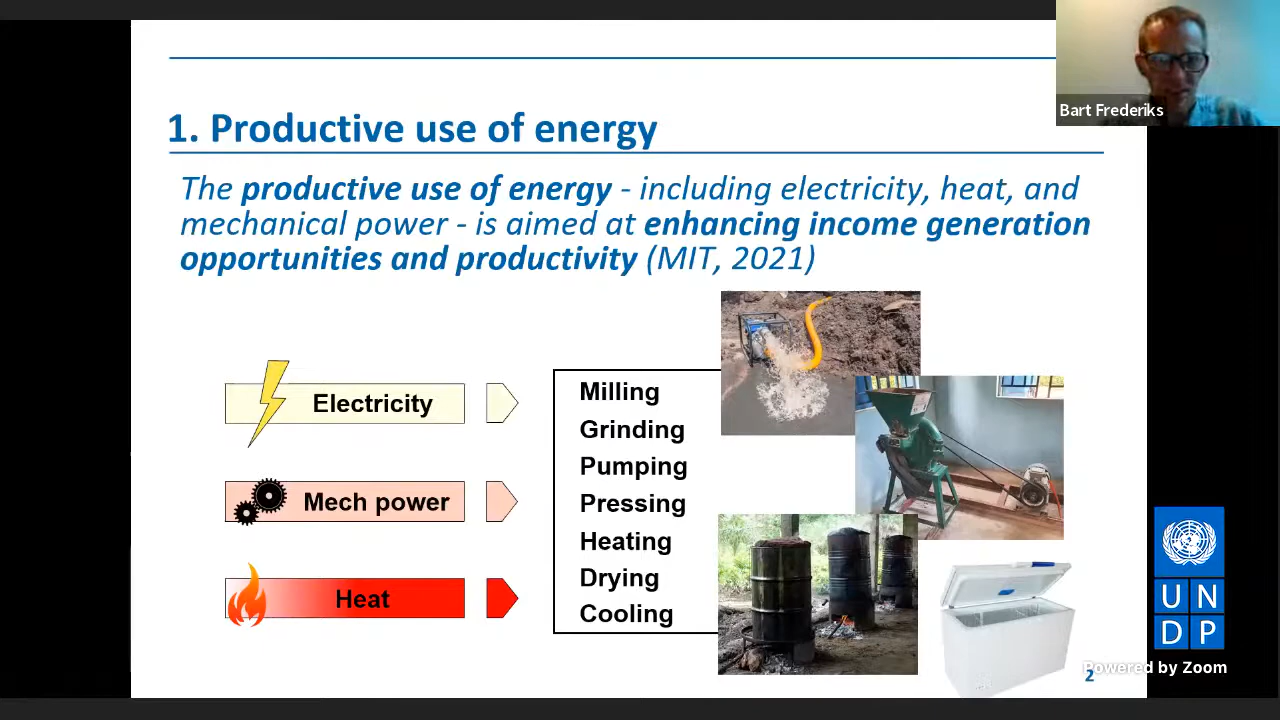 Bart Frederiks
1. Productive use of energy
The productive use of energy - including electricity, heat, and
mechanical power - is aimed at enhancing income generation
opportunities and productivity (MIT, 2021)
Electricity
Mech power
Heat
Milling
Grinding
Pumping
Pressing
Heating
Drying
Cooling
U N
D P
2
Powered by Zoom